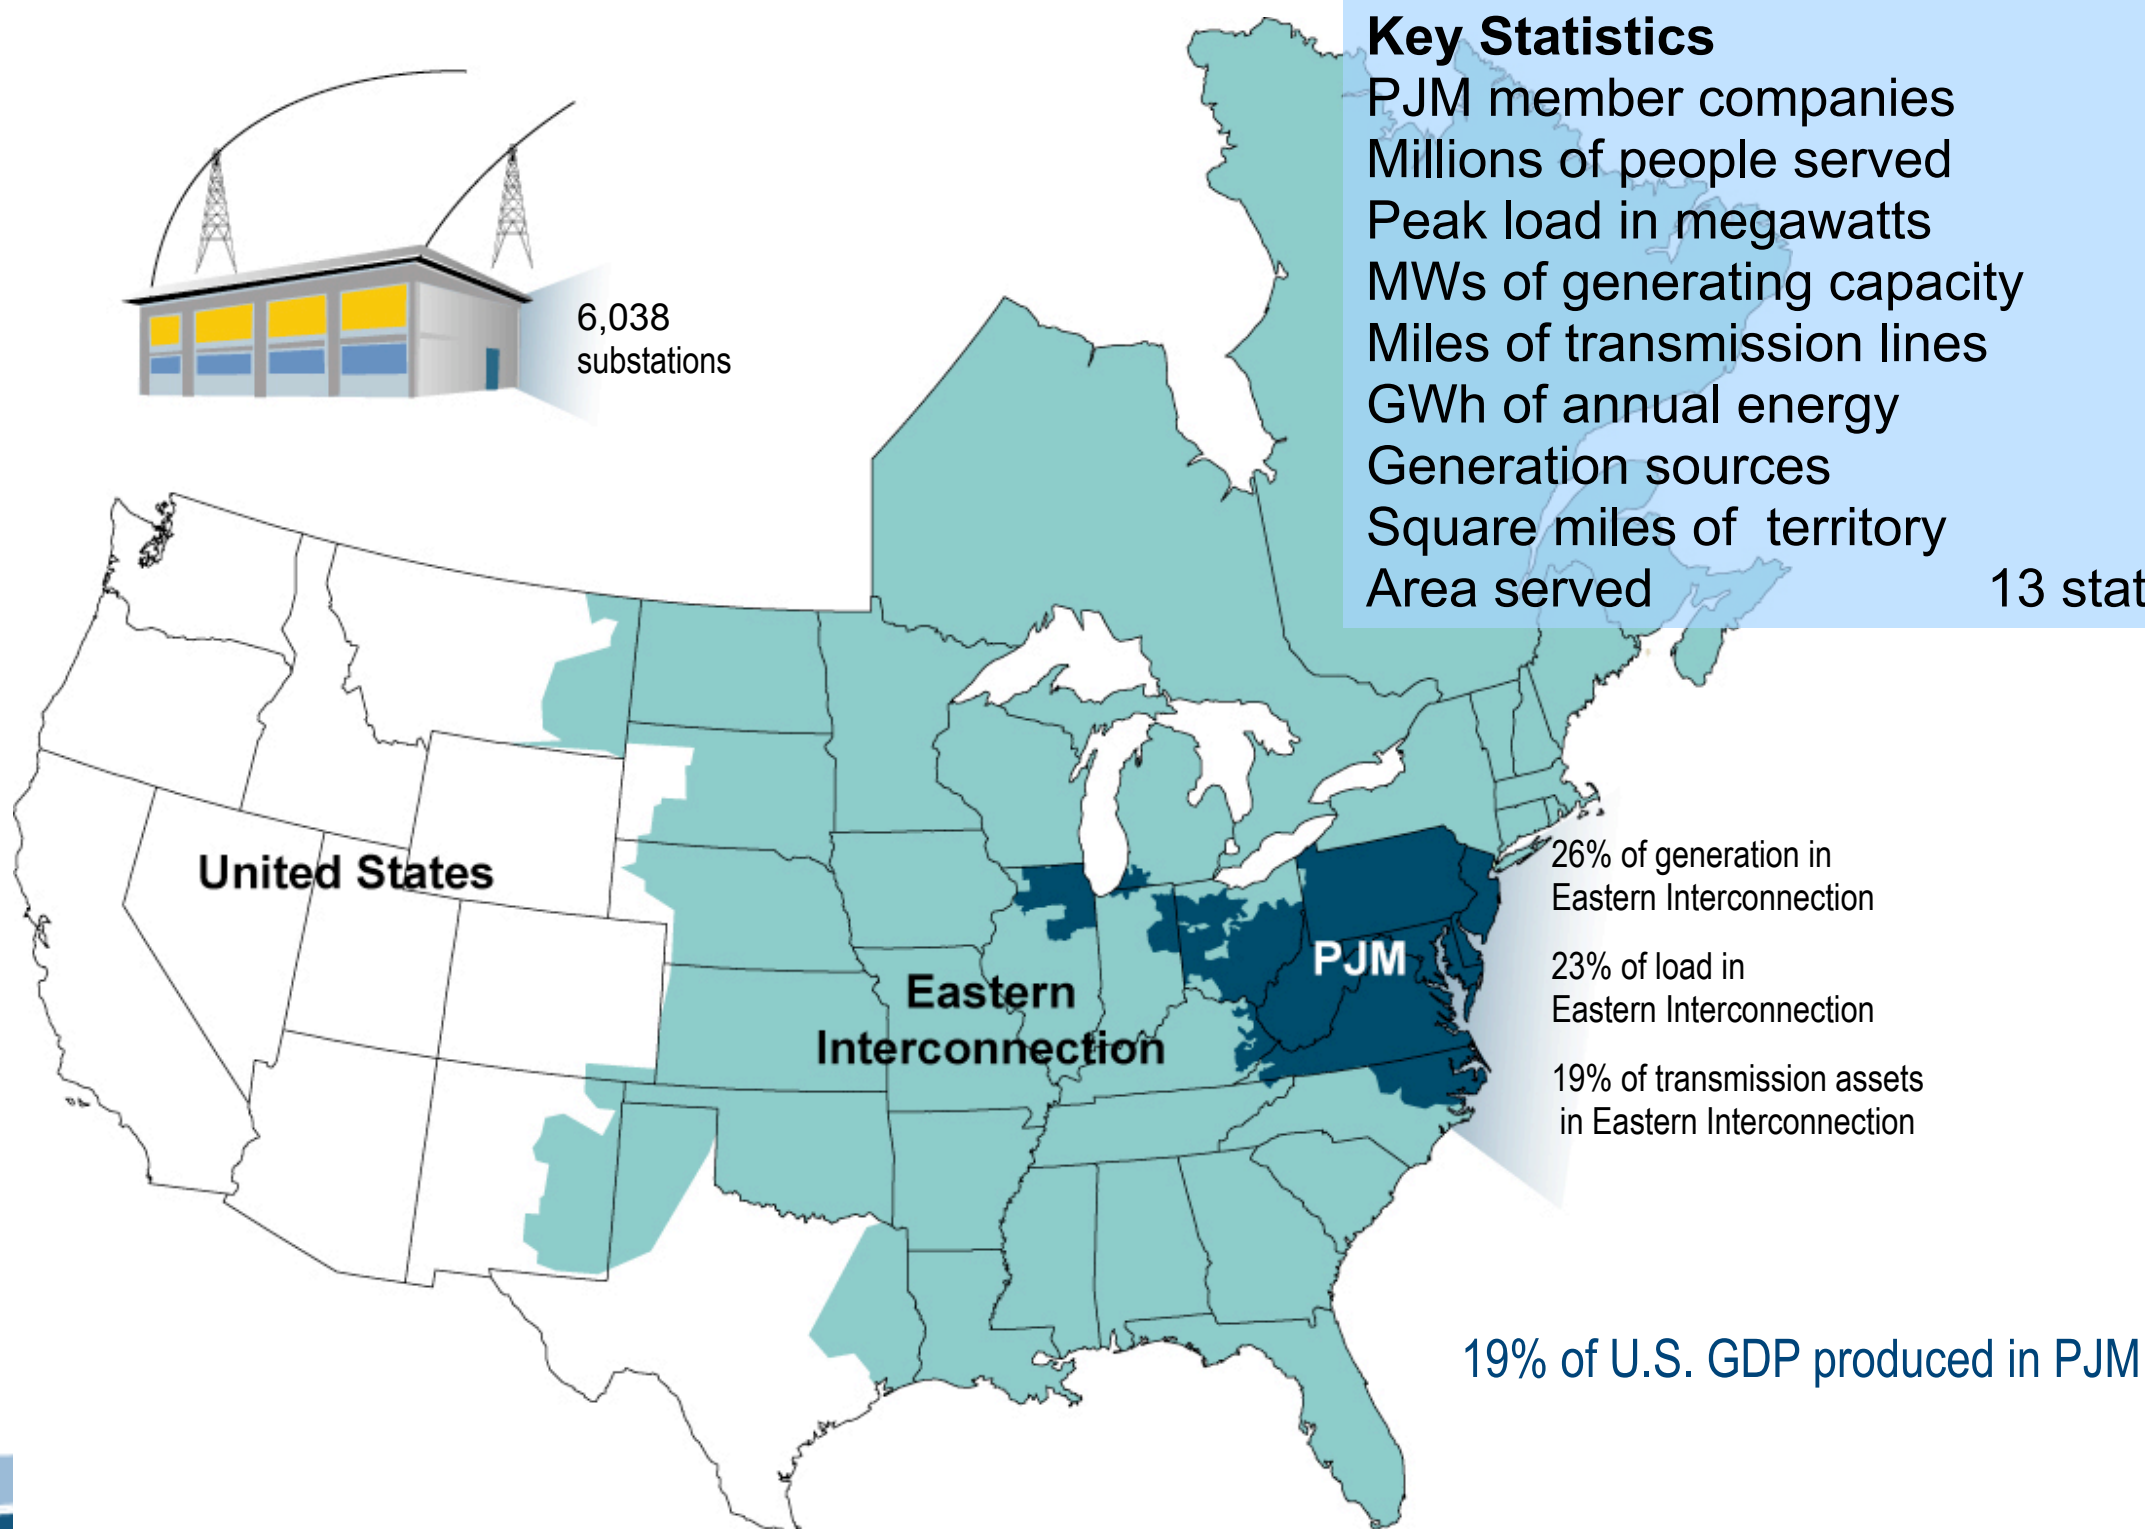 Key Statistics
PJM member companies
Millions of people served
Peak load in megawatts
MWs of generating capacity
Miles of transmission lines
GWh of annual energy
Generation sources
Square miles of territory
Area served 13 stat
6,038
substations
United States
Eastern
Interconnection
PJM
26% of generation in
Eastern Interconnection
23% of load in
Eastern Interconnection
19% of transmission assets
in Eastern Interconnection
19% of U.S. GDP produced in PJM